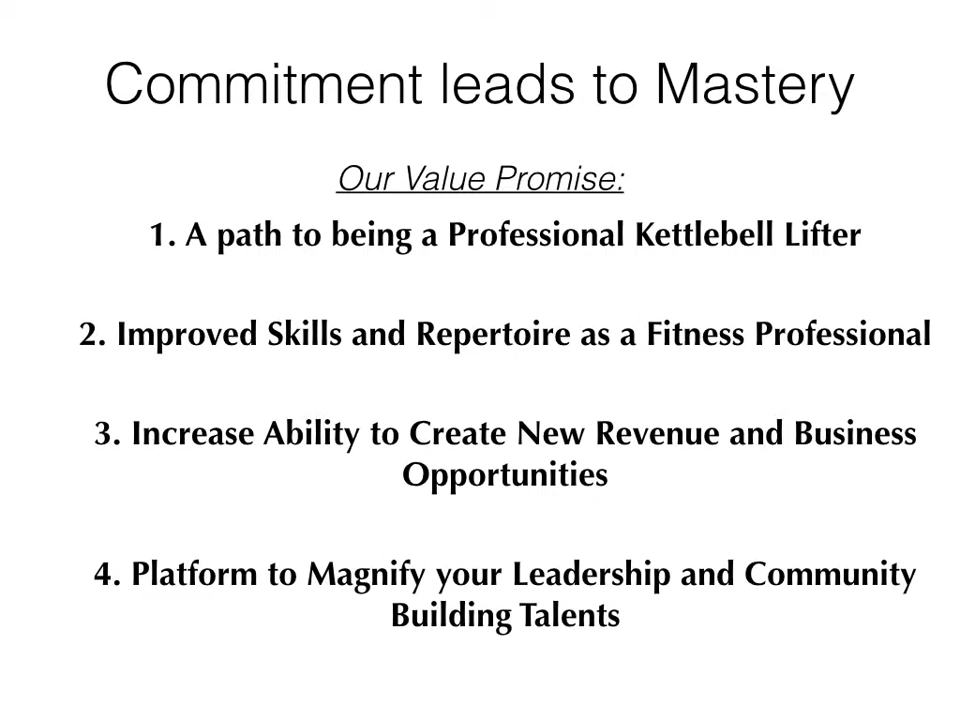 Commitment leads to Mastery
Our Value Promise:
1. A path to being a Professional Kettlebell Lifter
2. Improved Skills and Repertoire as a Fitness Professional
3. Increase Ability to Create New Revenue and Business
Opportunities
4. Platform to Magnify your Leadership and Community
Building Talents